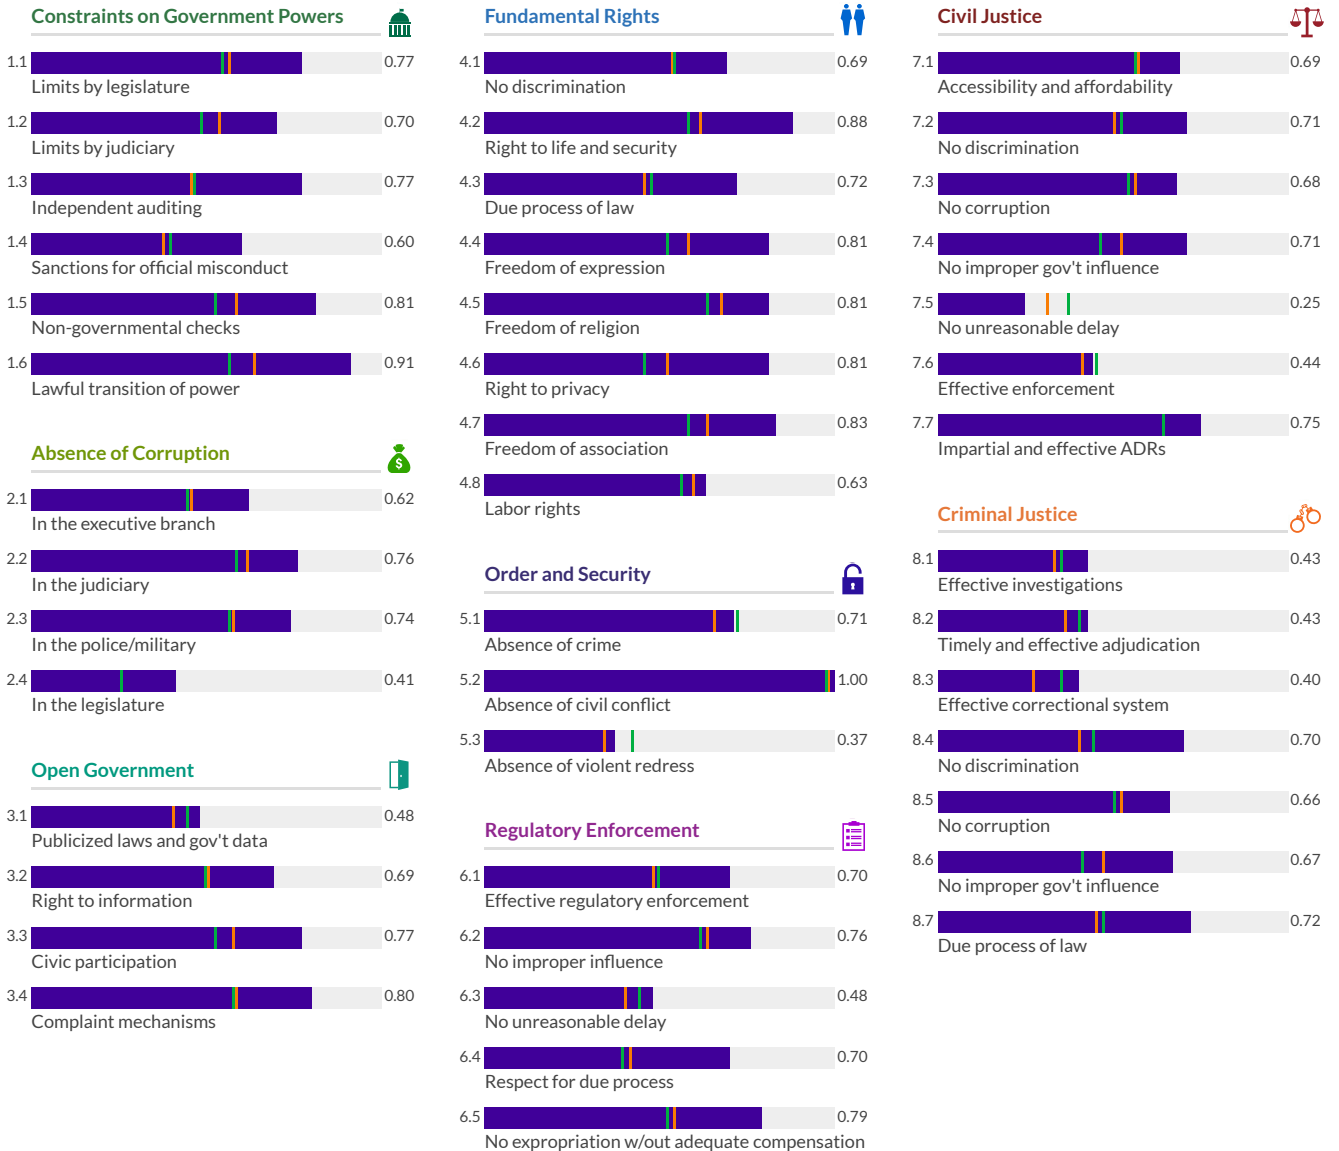 Constraints on Government Powers
1.1 0.77
Limits by legislature
1.2 0.70
Limits by judiciary
1.3 0.77
Independent auditing
1.4 0.60
Sanctions for official misconduct
1.5 0.81
Non-governmental checks
1.6 0.91
Lawful transition of power
Absence of Corruption
$
2.1 0.62
In the executive branch
2.2 0.76
In the judiciary
2.3 0.74
In the police/military
2.4 0.41
In the legislature
Open Government
3.1 0.48
Publicized laws and gov't data
3.2 0.69
Right to information
3.3 0.77
Civic participation
3.4 0.80
Complaint mechanisms
Fundamental Rights
4.1 0.69
No discrimination
4.2 0.88
Right to life and security
4.3 0.72
Due process of law
4.4 0.81
Freedom of expression
4.5 0.81
Freedom of religion
4.6 0.81
Right to privacy
4.7 0.83
Freedom of association
4.8 0.63
Labor rights
Order and Security
5.1 0.71
Absence of crime
5.2 1.00
Absence of civil conflict
5.3 0.37
Absence of violent redress
Regulatory Enforcement
6.1 0.70
Effective regulatory enforcement
6.2 0.76
No improper influence
6.3 0.48
No unreasonable delay
6.4 0.70
Respect for due process
6.5 0.79
No expropriation w/out adequate compensation
Civil Justice
7.1 0.69
Accessibility and affordability
7.2 0.71
No discrimination
7.3 0.68
No corruption
7.4 0.71
No improper gov't influence
7.5 0.25
No unreasonable delay
7.6 0.44
Effective enforcement
7.7 0.75
Impartial and effective ADRs
Criminal Justice
8.1 0.43
Effective investigations
8.2 0.43
Timely and effective adjudication
8.3 0.40
Effective correctional system
8.4 0.70
No discrimination
8.5 0.66
No corruption
8.6 0.67
No improper gov't influence
8.7 0.72
Due process of law